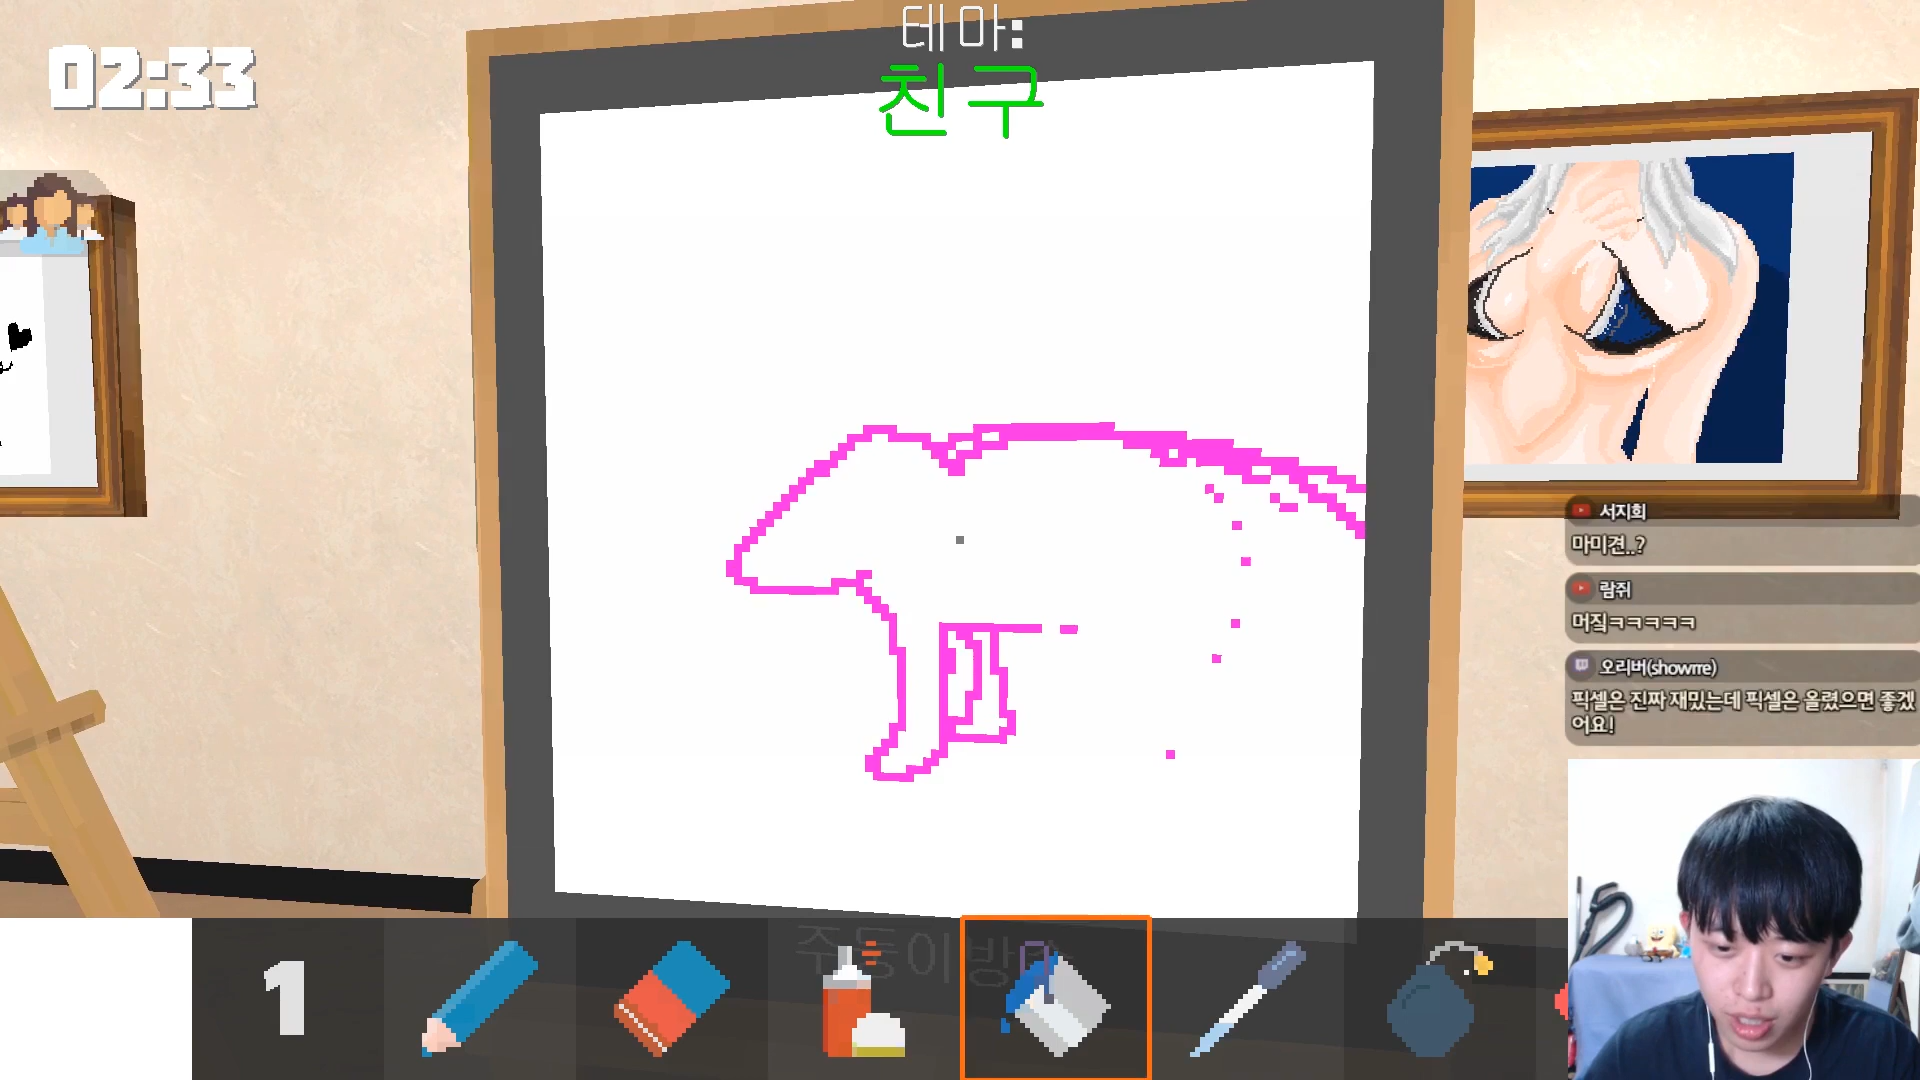 테마:
02:33
친구
서지희
마미견..?
람쥐
머짘ㅋㅋㅋㅋㅋ
오리버(showrre)
픽셀은 진짜 재밌는데 픽셀은 올렸으면 좋겠
어요!
1